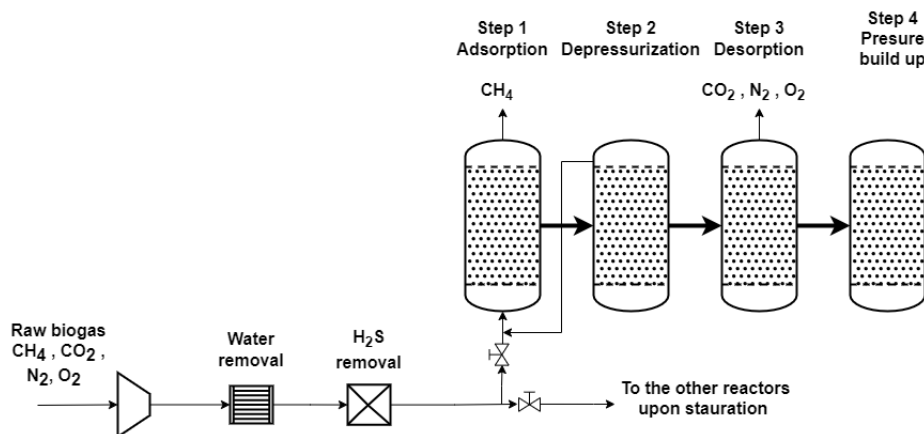 Step 1
Adsorption
Step 2
Depressurization
Step 3
Desorption
Step 4
Presure
build up
CH4
CO2 , N2 , O2
Raw biogas
CH4 , CO2 ,
N2, O2
Water
removal
H2S
removal
To the other reactors
upon stauration